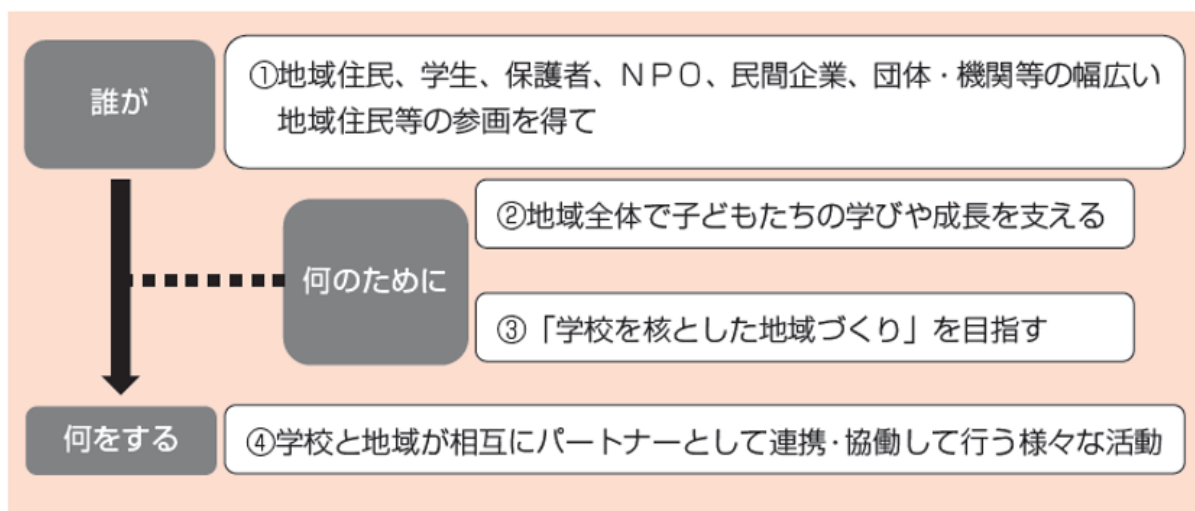 誰が
①地域住民、学生、保護者、NPO、民間企業、団体・機関等の幅広い
地域住民等の参画を得て
何のために
②地域全体で子どもたちの学びや成長を支える
③「学校を核とした地域づくり」を目指す
何をする
④学校と地域が相互にパートナーとして連携・協働して行う様々な活動